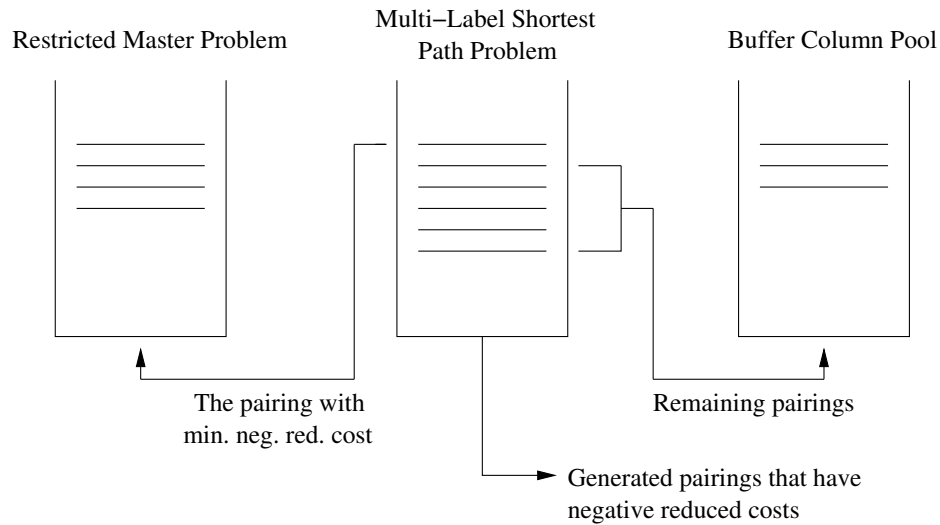 Restricted Master Problem
Multi−Label Shortest
Path Problem
Buffer Column Pool
The pairing with
min. neg. red. cost
Remaining pairings
Generated pairings that have
negative reduced costs